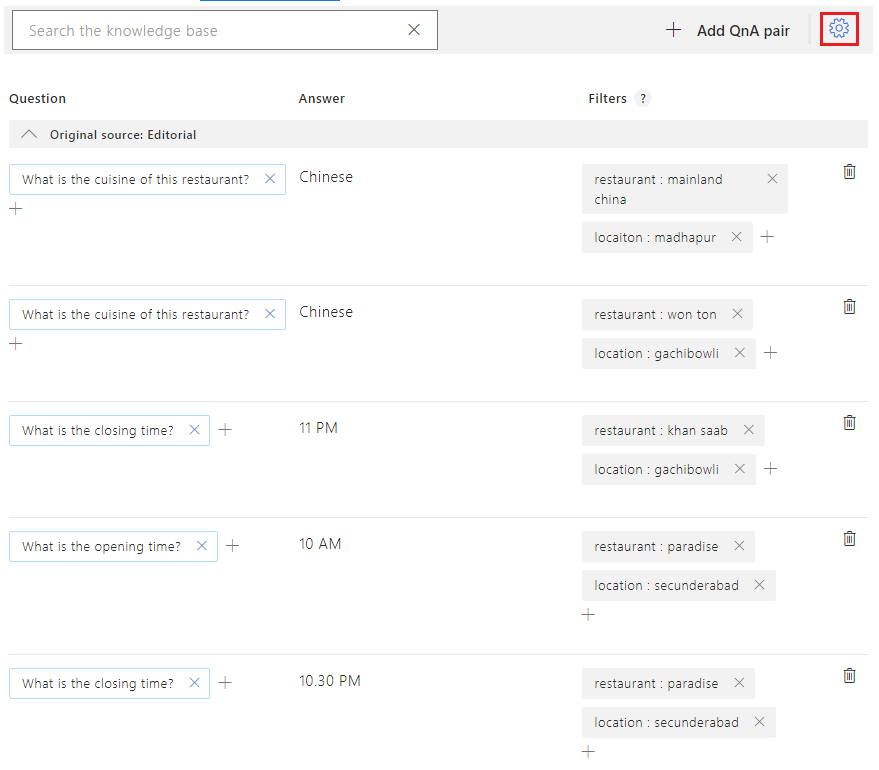 Search the knowledge base
Add QnA pair
Question Answer Filters ?
Original source: Editorial
What is the cuisine of this restaurant? Chinese restaurant : mainland
china
locaiton : madhapur
What is the cuisine of this restaurant? Chinese restaurant : won ton
location : gachibowli
What is the closing time? 11 PM restaurant : khan saab
location : gachibowli
What is the opening time? 10 AM restaurant : paradise
location : secunderabad
What is the closing time? 10.30 PM restaurant : paradise
location : secunderabad